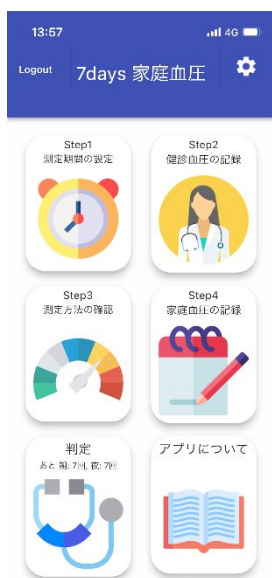 13:57
4G
Logout
7days 家庭血圧
Step1
測定期間の設定
Step2
健診血圧の記録
Step3
測定方法の確認
Step4
家庭血圧の記録
判定
あと 朝: 7回, 夜: 7回
アプリについて